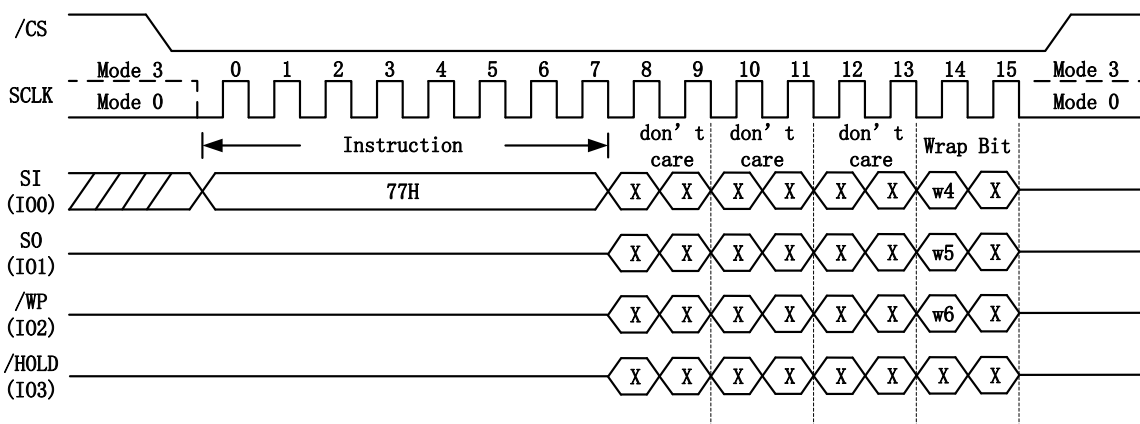 /CS
Mode 3 0 1 2 3 4 5 6 7 8 9 10 11 12 13 14 15 Mode 3
SCLK Mode 0 Mode 0
Instruction don't care don't care don't care Wrap Bit
SI
(IO0) 77H X X X X X X w4 X
SO
(IO1) X X X X X X w5 X
/WP
(IO2) X X X X X X w6 X
/HOLD
(IO3) X X X X X X X X